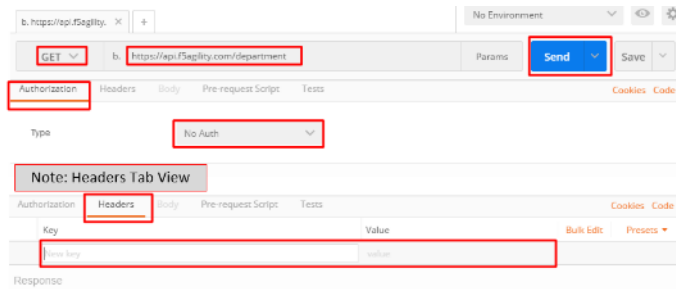 b. https://api.f5agility. × +
No Environment
GET b. https://api.f5agility.com/department Params Send Save
Authorization Headers Body Pre-request Script Tests Cookies Code
Type No Auth
Note: Headers Tab View
Authorization Headers Body Pre-request Script Tests Cookies Code
Key Value Bulk Edit Presets
New key value
Response